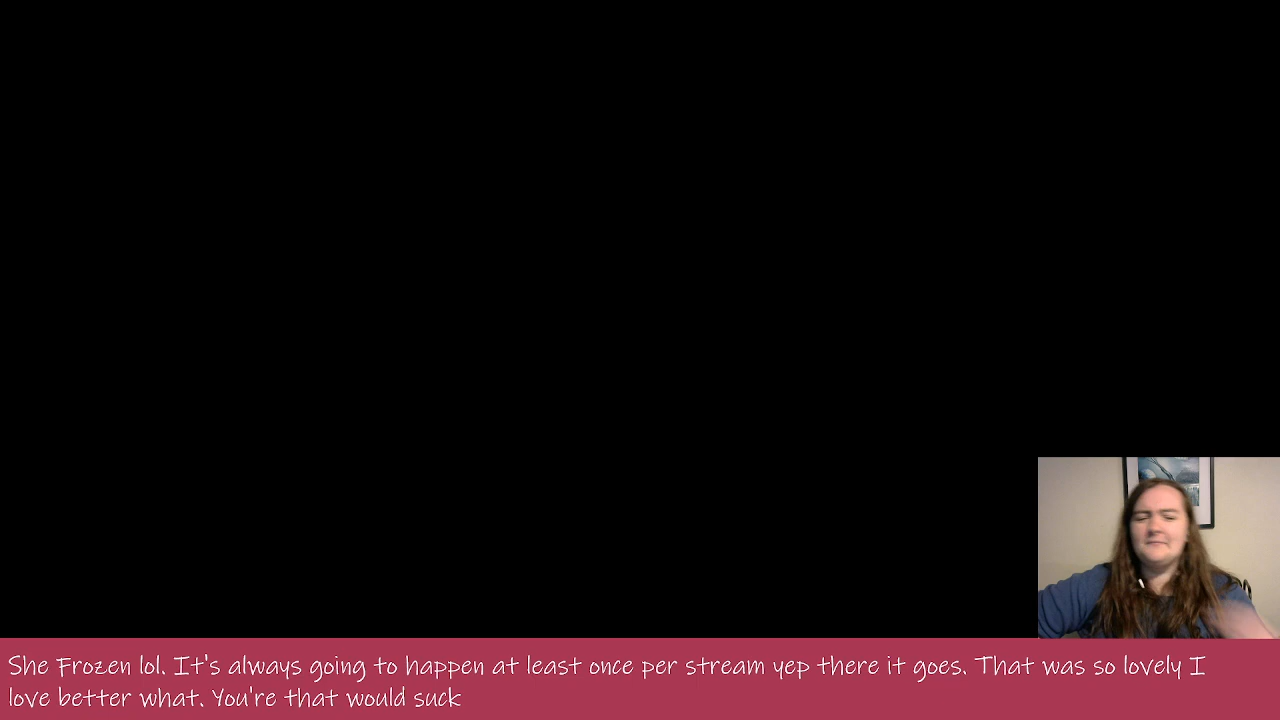 She Frozen lol. It's always going to happen at least once per stream yep there it goes. That was so lovely I
love better what. You're that would suck